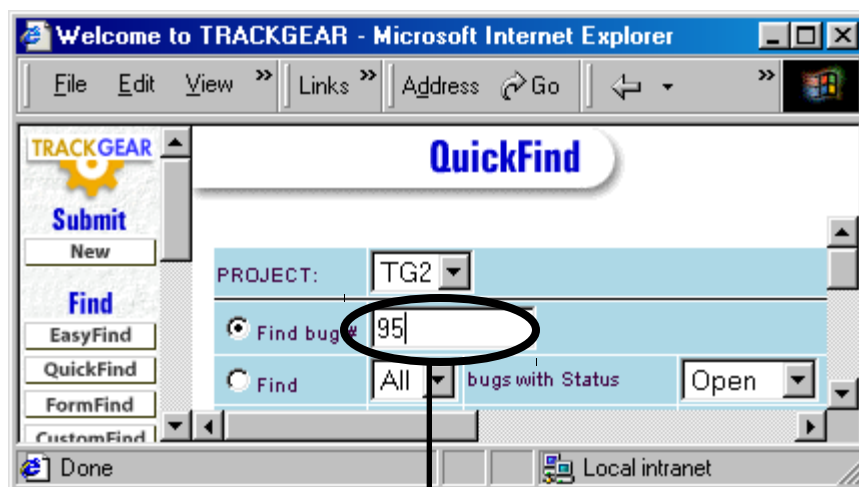 Welcome to TRACKGEAR - Microsoft Internet Explorer
File Edit View » Links » Address Go »
TRACKGEAR
QuickFind
Submit
New
PROJECT: TG2
Find
EasyFind
Find bug # 95
QuickFind
Find All bugs with Status Open
FormFind
CustomFind
Done Local intranet